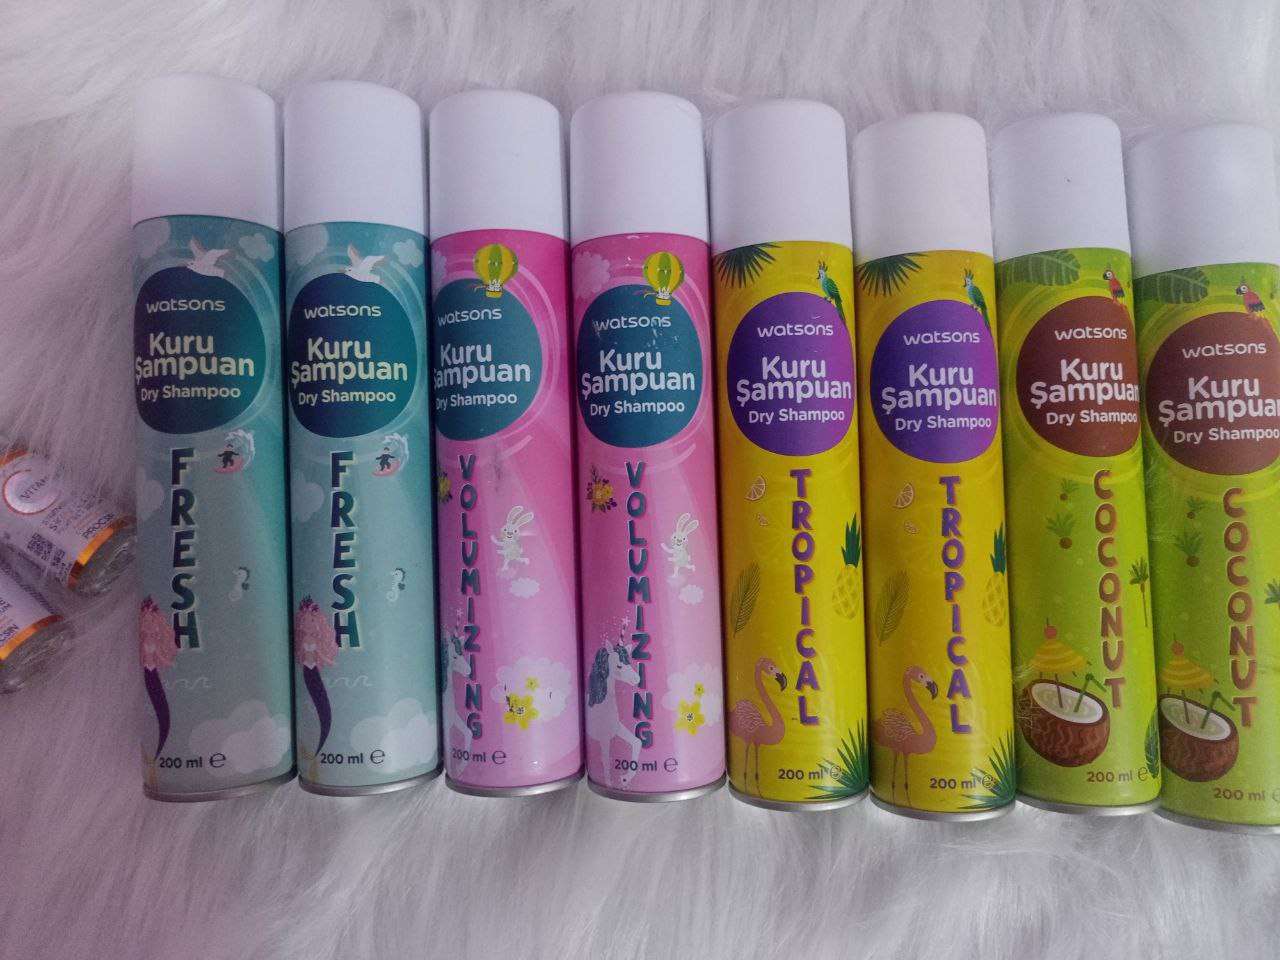 watsons
Kuru
Şampuan
Dry Shampoo
FRESH
200 ml e
watsons
Kuru
Şampuan
Dry Shampoo
FRESH
200 ml e
watsons
Kuru
Şampuan
Dry Shampoo
VOLUMIZING
200 ml e
watsons
Kuru
Şampuan
Dry Shampoo
VOLUMIZING
200 ml e
watsons
Kuru
Şampuan
Dry Shampoo
TROPICAL
200 ml e
watsons
Kuru
Şampuan
Dry Shampoo
TROPICAL
200 ml e
watsons
Kuru
Şampuan
Dry Shampoo
COCONUT
200 ml e
watsons
Kuru
Şampuan
Dry Shampoo
COCONUT
200 ml e